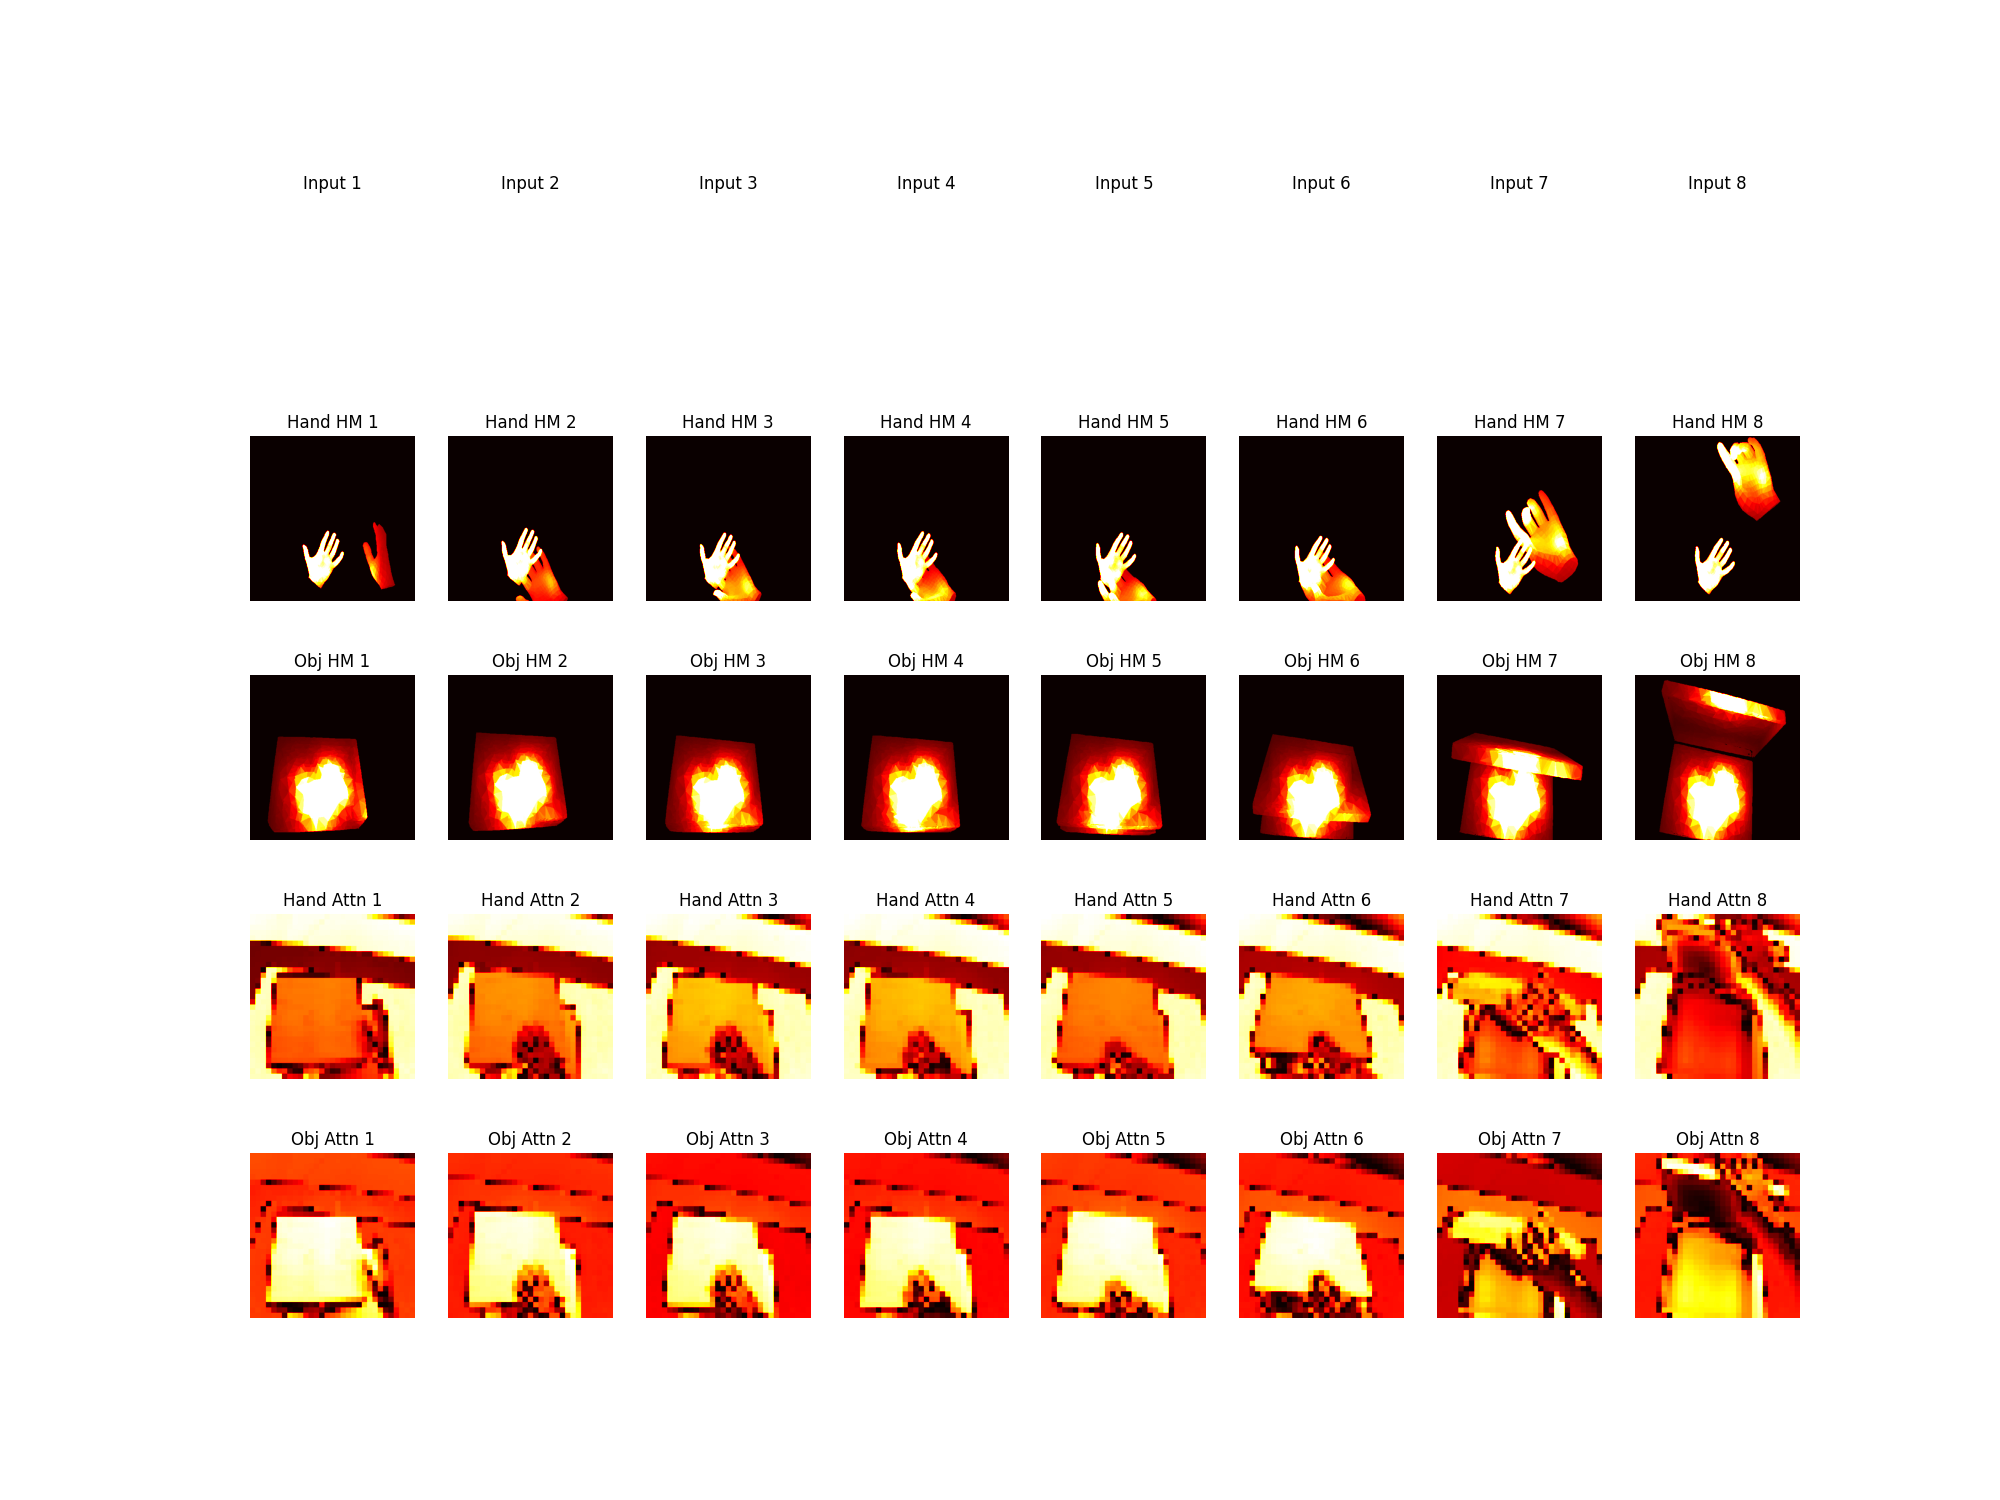 Input 1 Input 2 Input 3 Input 4 Input 5 Input 6 Input 7 Input 8
Hand HM 1 Hand HM 2 Hand HM 3 Hand HM 4 Hand HM 5 Hand HM 6 Hand HM 7 Hand HM 8
Obj HM 1 Obj HM 2 Obj HM 3 Obj HM 4 Obj HM 5 Obj HM 6 Obj HM 7 Obj HM 8
Hand Attn 1 Hand Attn 2 Hand Attn 3 Hand Attn 4 Hand Attn 5 Hand Attn 6 Hand Attn 7 Hand Attn 8
Obj Attn 1 Obj Attn 2 Obj Attn 3 Obj Attn 4 Obj Attn 5 Obj Attn 6 Obj Attn 7 Obj Attn 8